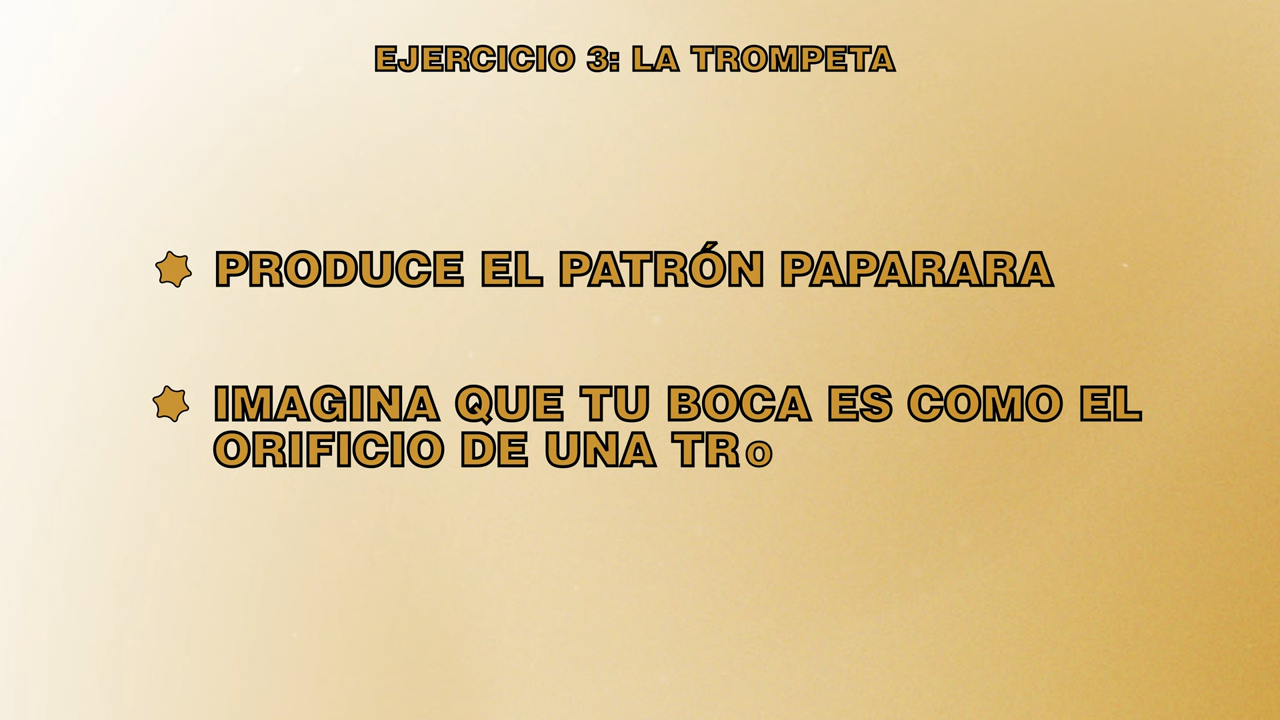 EJERCICIO 3: LA TROMPETA
PRODUCE EL PATRÓN PAPARARA
IMAGINA QUE TU BOCA ES COMO EL
ORIFICIO DE UNA TRO